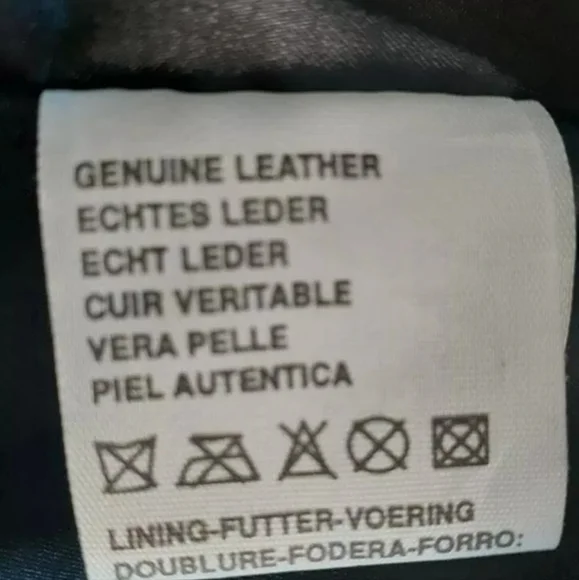 GENUINE LEATHER
ECHTES LEDER
ECHT LEDER
CUIR VERITABLE
VERA PELLE
PIEL AUTENTICA
LINING-FUTTER-VOERING
DOUBLURE-FODERA-FORRO: